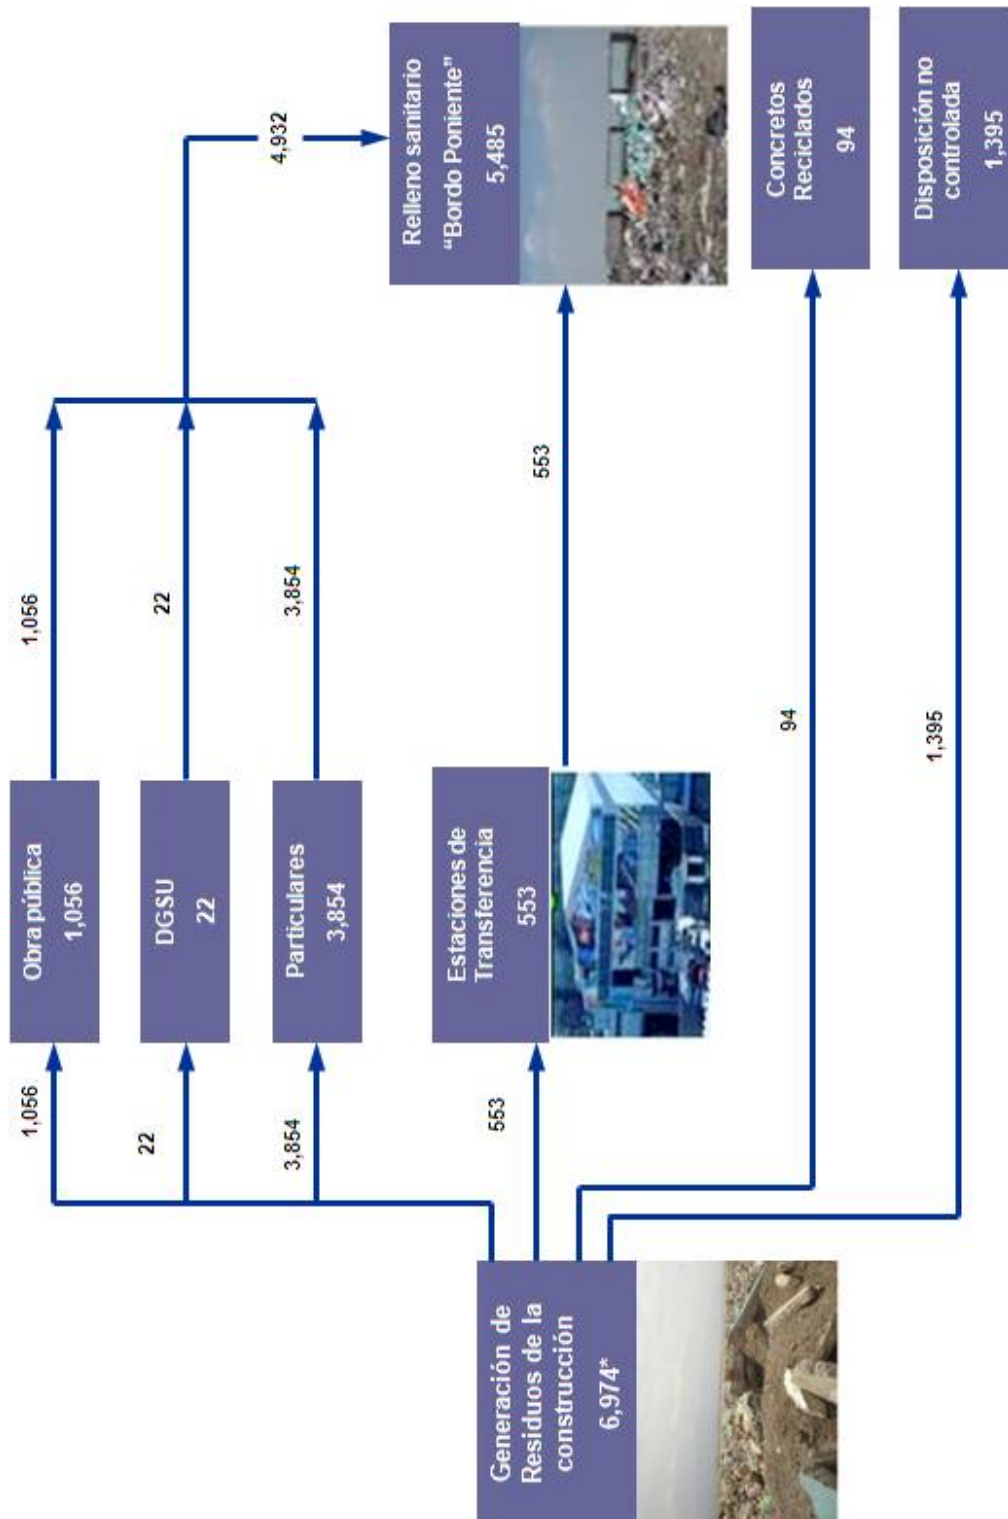 Generación de
Residuos de la
construcción
6,974*
1,056
22
3,854
553
94
1,395
Obra pública
1,056
DGSU
22
Particulares
3,854
Estaciones de
Transferencia
553
1,056
22
3,854
553
4,932
Relleno sanitario
“Bordo Poniente”
5,485
Concretos
Reciclados
94
Disposición no
controlada
1,395